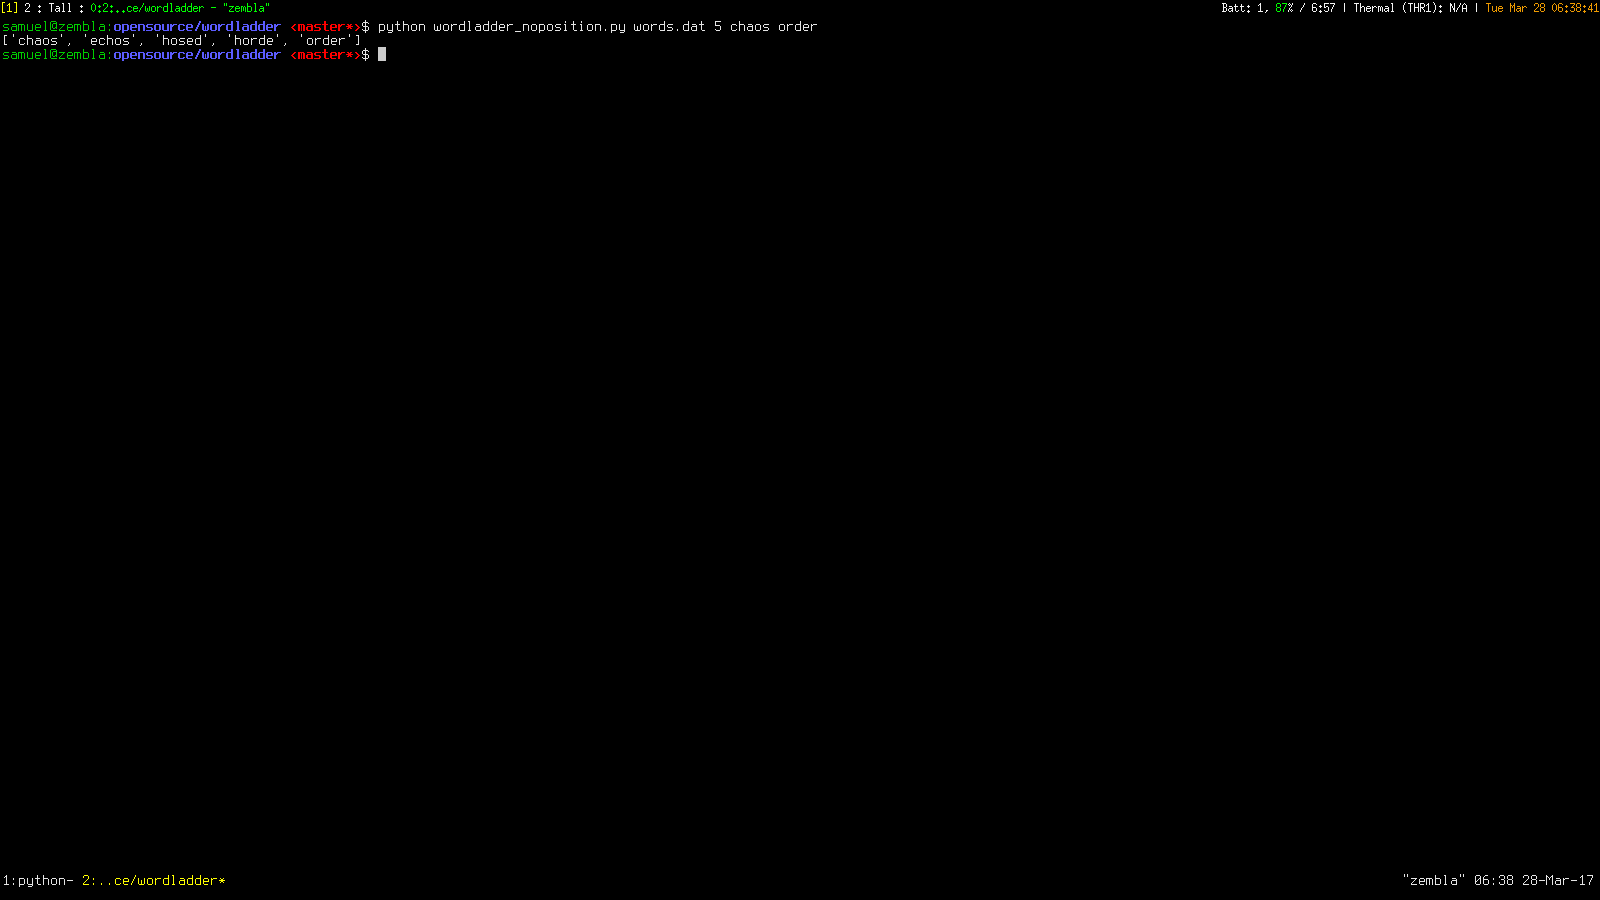 [1] 2 : Tall : 0:2:..ce/wordladder - "zembla"
Batt: 1, 87% / 6:57 | Thermal (THR1): N/A | Tue Mar 28 06:38:41
samuel@zembla:opensource/wordladder <master*>$ python wordladder_noposition.py words.dat 5 chaos order
['chaos', 'echos', 'hosed', 'horde', 'order']
samuel@zembla:opensource/wordladder <master*>$
1:python- 2:..ce/wordladder*
"zembla" 06:38 28-Mar-17